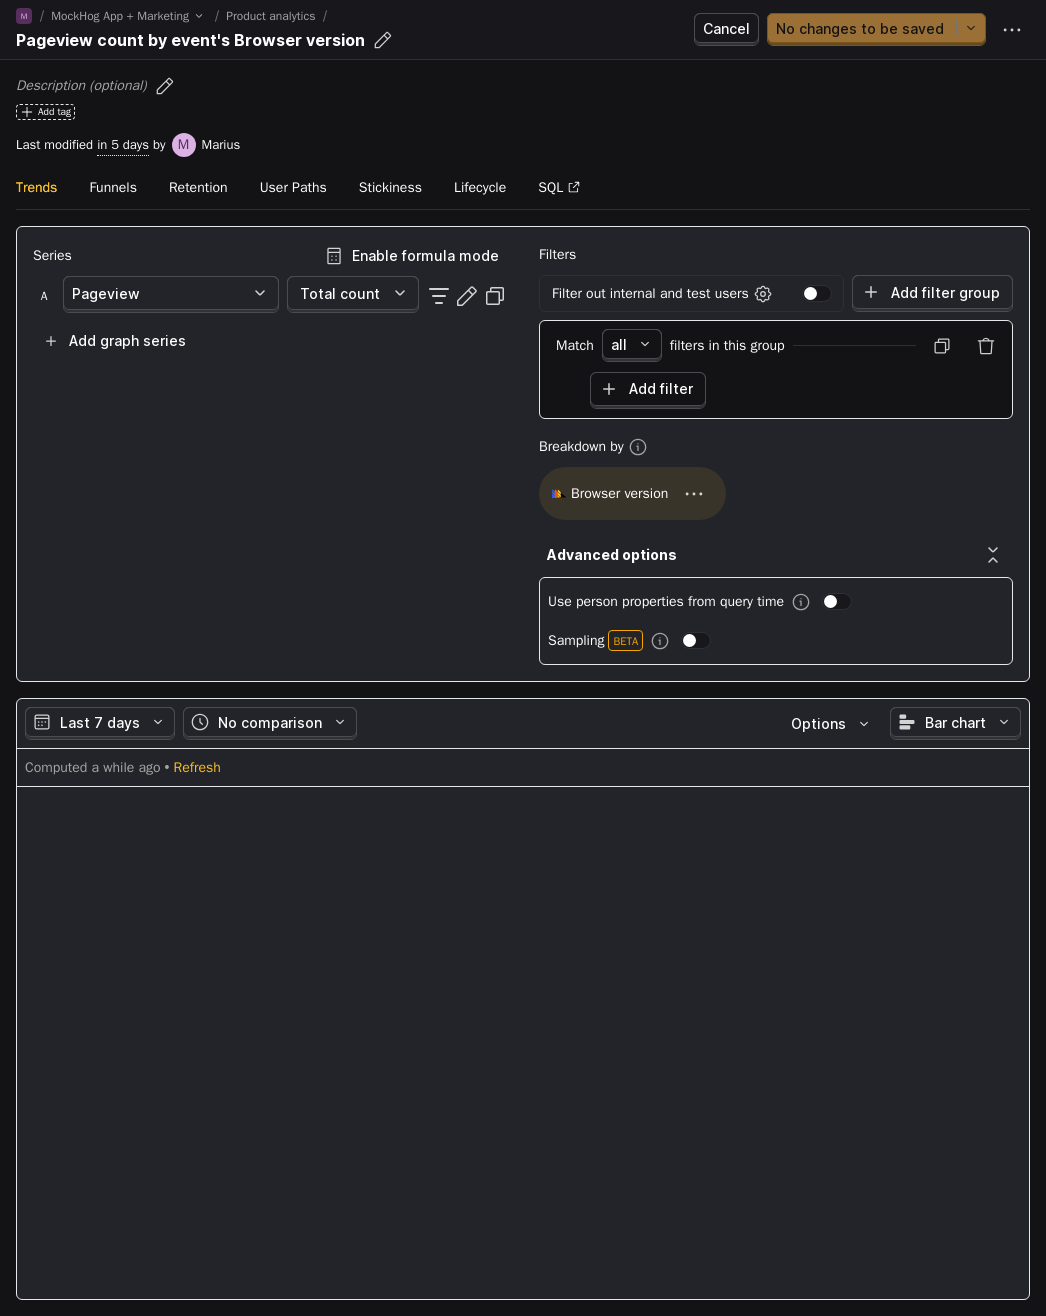 M / MockHog App + Marketing / Product analytics /
Pageview count by event's Browser version
Cancel
No changes to be saved
Description (optional)
Add tag
Last modified in 5 days by M Marius
Trends Funnels Retention User Paths Stickiness Lifecycle SQL
Series
Enable formula mode
A Pageview Total count
Add graph series
Filters
Filter out internal and test users
Add filter group
Match all filters in this group
Add filter
Breakdown by
Browser version
Advanced options
Use person properties from query time
Sampling BETA
Last 7 days No comparison Options Bar chart
Computed a while ago • Refresh